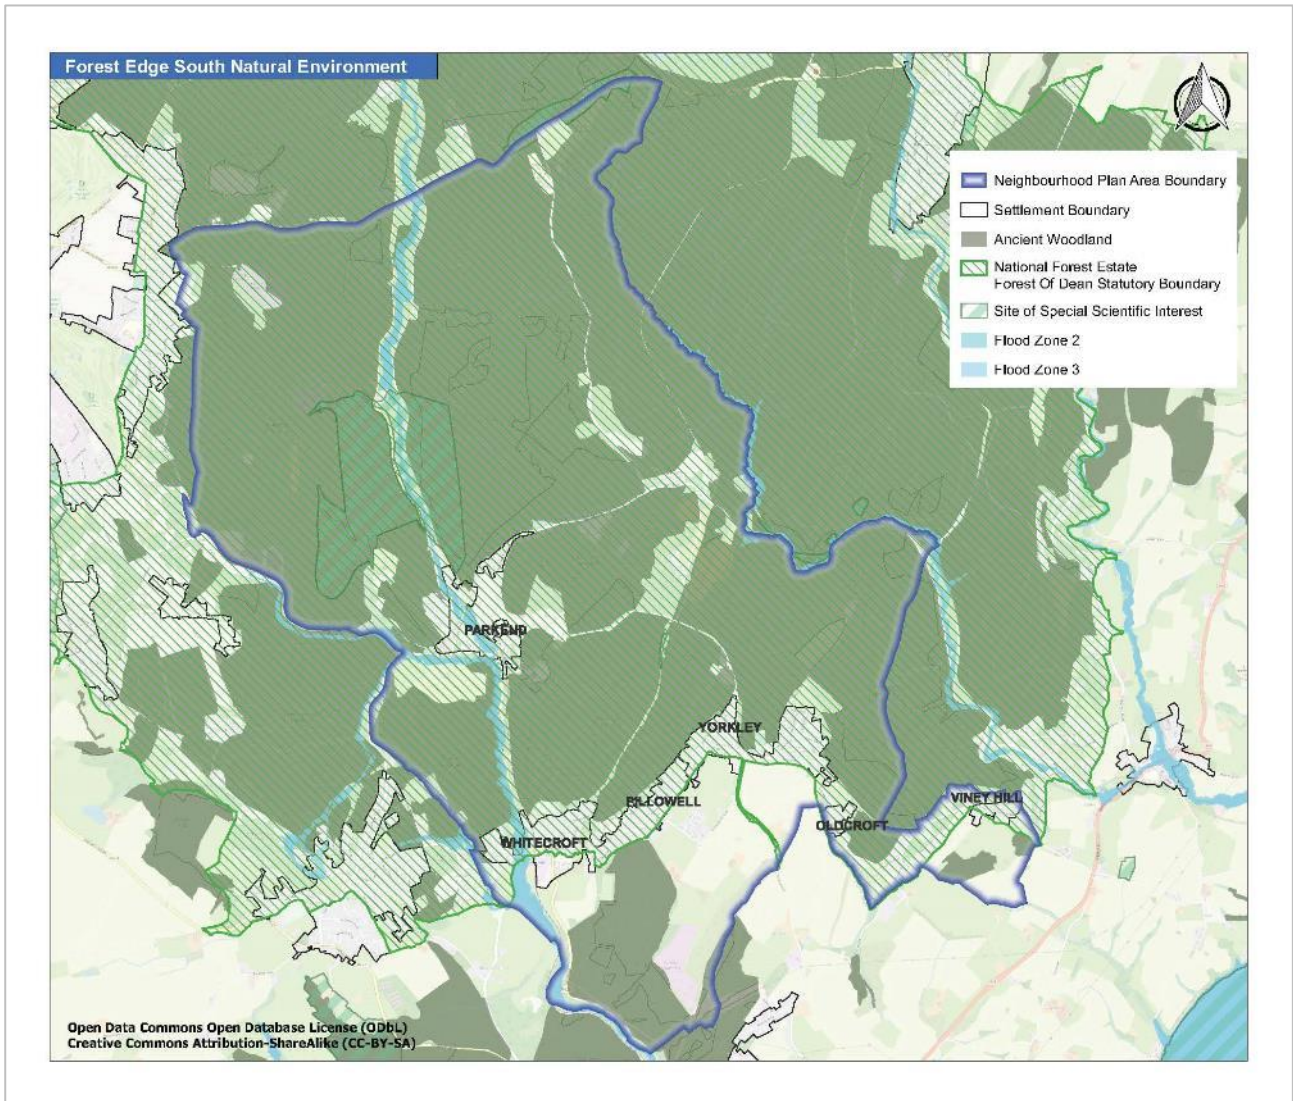 Forest Edge South Natural Environment
Neighbourhood Plan Area Boundary
Settlement Boundary
Ancient Woodland
National Forest Estate
Forest Of Dean Statutory Boundary
Site of Special Scientific Interest
Flood Zone 2
Flood Zone 3
PARKEND
YORKLEY
PILLOWELL
VINEY HILL
OLDCROFT
WHITECROFT
Open Data Commons Open Database License (ODbL)
Creative Commons Attribution-ShareAlike (CC-BY-SA)